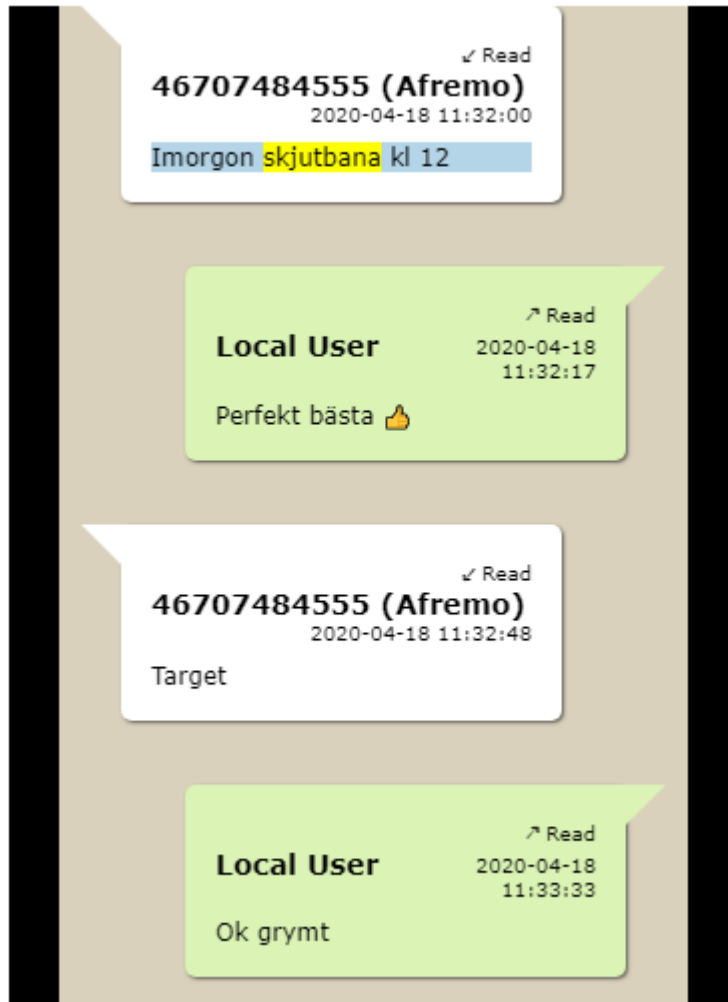 ↙ Read
46707484555 (Afremo)
2020-04-18 11:32:00
Imorgon skjutbana kl 12
↗ Read
Local User 2020-04-18
11:32:17
Perfekt bästa 👍
↙ Read
46707484555 (Afremo)
2020-04-18 11:32:48
Target
↗ Read
Local User 2020-04-18
11:33:33
Ok grymt